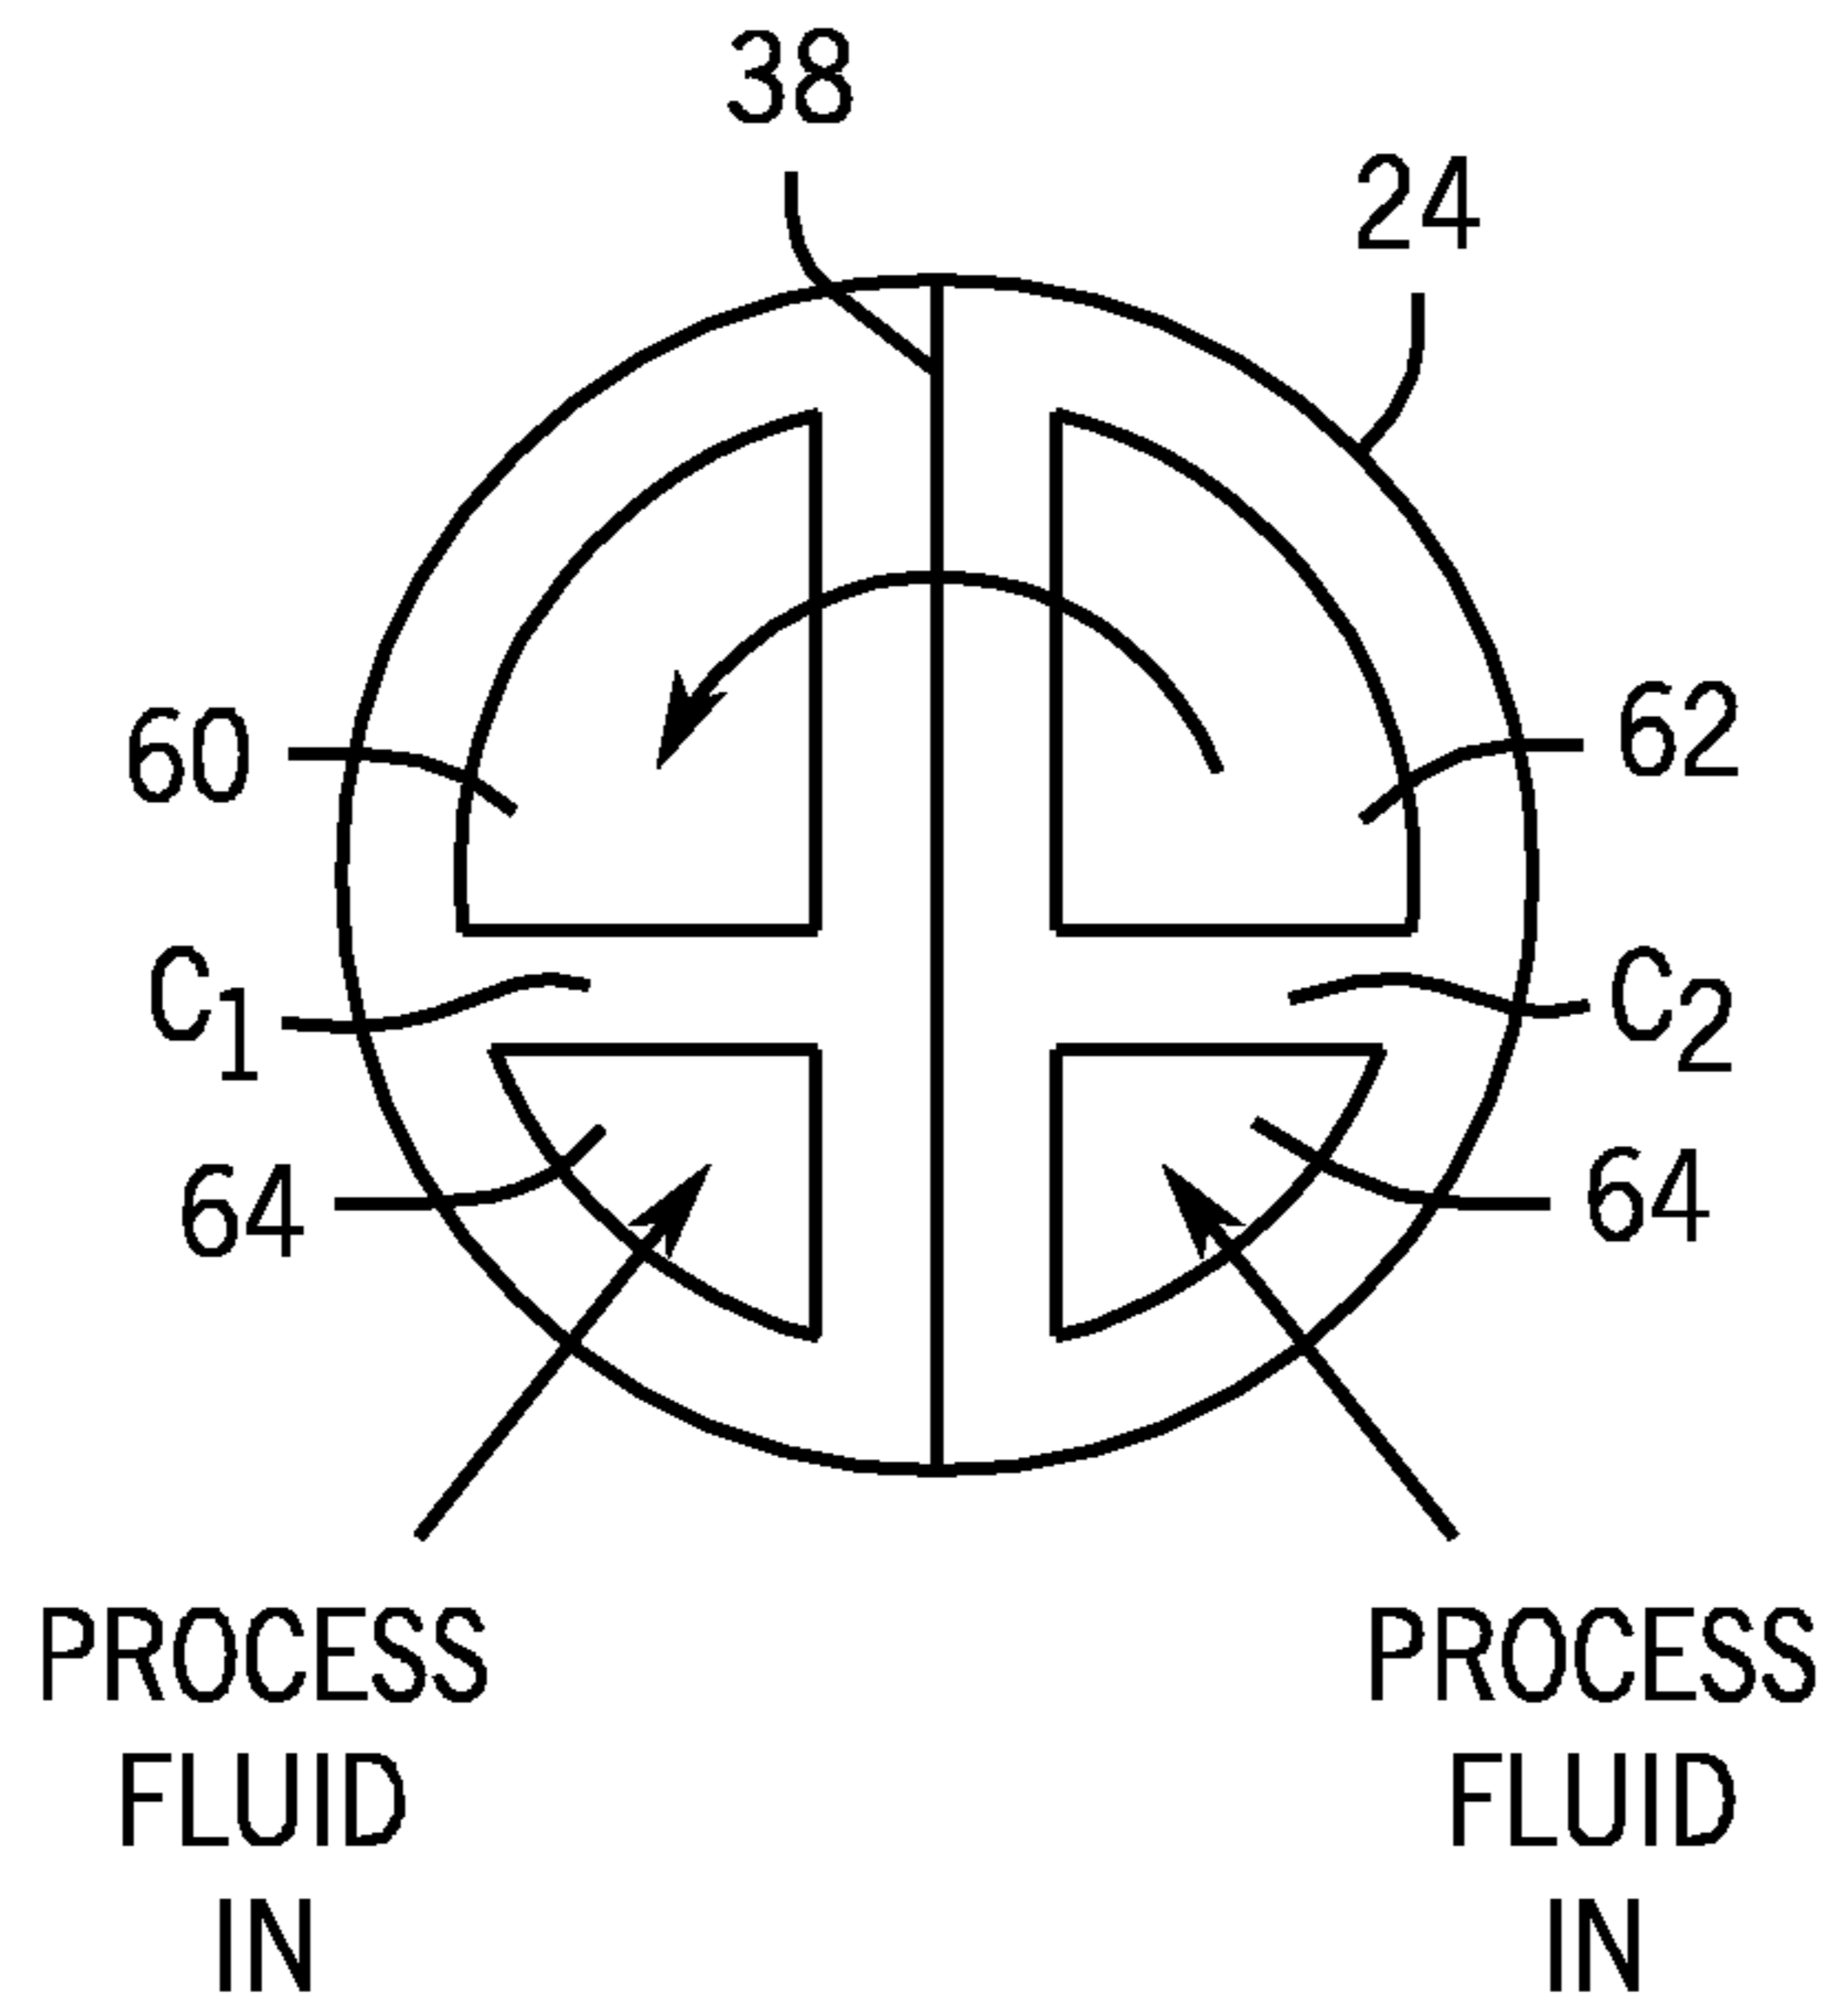 38
24
60
62
C1
C2
64
64
PROCESS
FLUID
IN
PROCESS
FLUID
IN